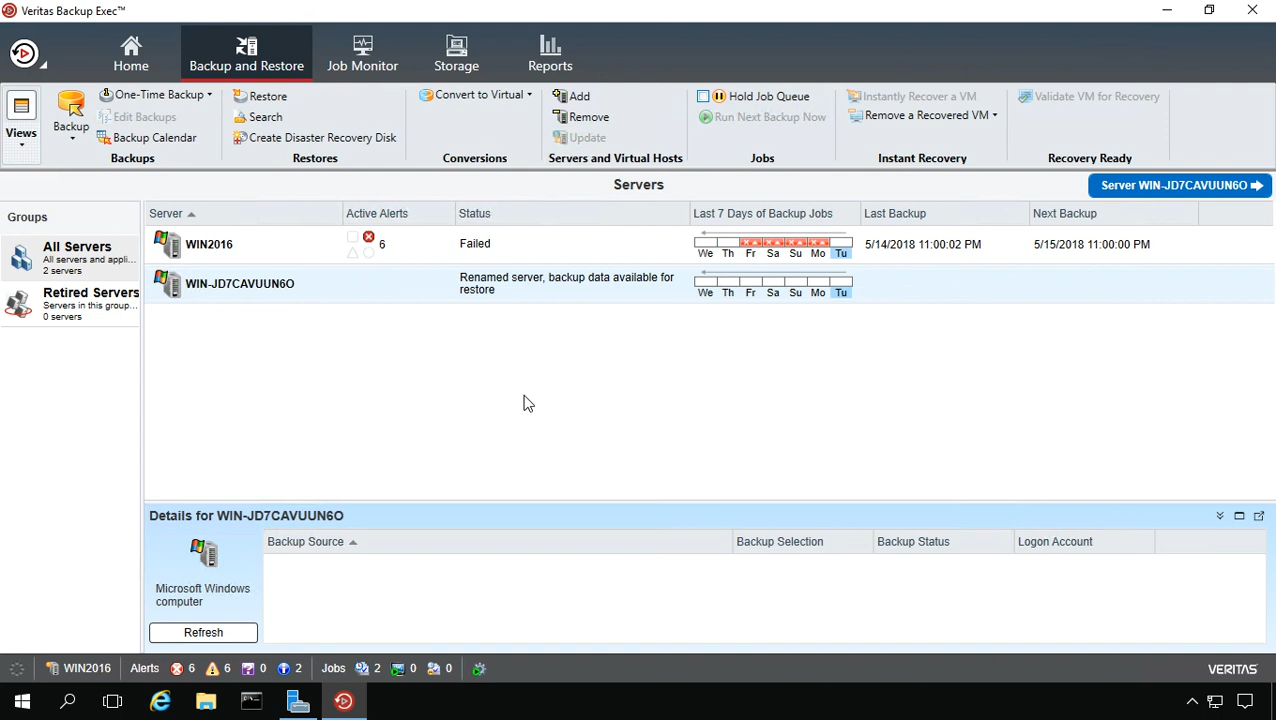 Veritas Backup Exec™
Home
Backup and Restore
Job Monitor
Storage
Reports
Views
Backup
One-Time Backup
Edit Backups
Backup Calendar
Backups
Restore
Search
Create Disaster Recovery Disk
Restores
Convert to Virtual
Conversions
Add
Remove
Update
Servers and Virtual Hosts
Hold Job Queue
Run Next Backup Now
Jobs
Instantly Recover a VM
Remove a Recovered VM
Instant Recovery
Validate VM for Recovery
Recovery Ready
Servers
Server WIN-JD7CAVUUN6O
Groups
All Servers
All servers and appli...
2 servers
Retired Servers
Servers in this group...
0 servers
Server Active Alerts Status Last 7 Days of Backup Jobs Last Backup Next Backup
WIN2016 6 Failed 5/14/2018 11:00:02 PM 5/15/2018 11:00:00 PM
We Th Fr Sa Su Mo Tu
WIN-JD7CAVUUN6O
Renamed server, backup data available for
restore
We Th Fr Sa Su Mo Tu
Details for WIN-JD7CAVUUN6O
Backup Source Backup Selection Backup Status Logon Account
Microsoft Windows
computer
Refresh
WIN2016 Alerts 6 6 0 2 Jobs 2 0 0
VERITAS